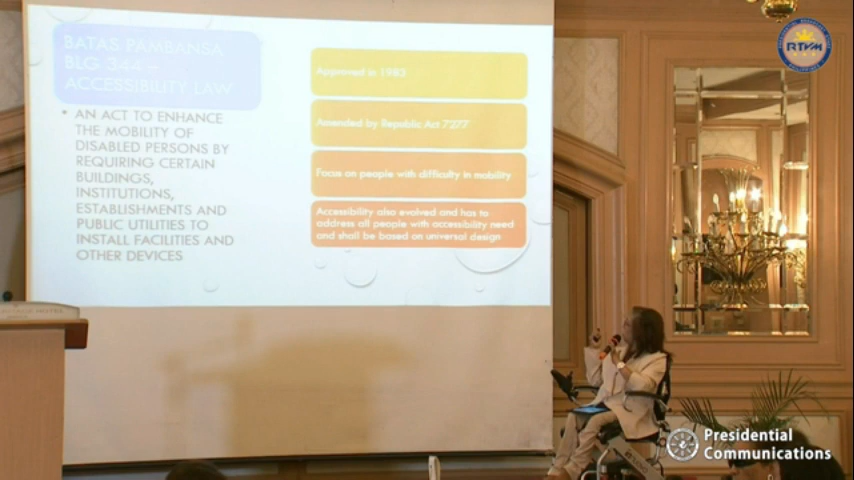 BATAS PAMBANSA
BLG 344 –
ACCESSIBILITY LAW
• AN ACT TO ENHANCE
THE MOBILITY OF
DISABLED PERSONS BY
REQUIRING CERTAIN
BUILDINGS,
INSTITUTIONS,
ESTABLISHMENTS AND
PUBLIC UTILITIES TO
INSTALL FACILITIES AND
OTHER DEVICES
Approved in 1983
Amended by Republic Act 7277
Focus on people with difficulty in mobility
Accessibility also evolved and has to
address all people with accessibility need
and shall be based on universal design
RTVM
Presidential
Communications